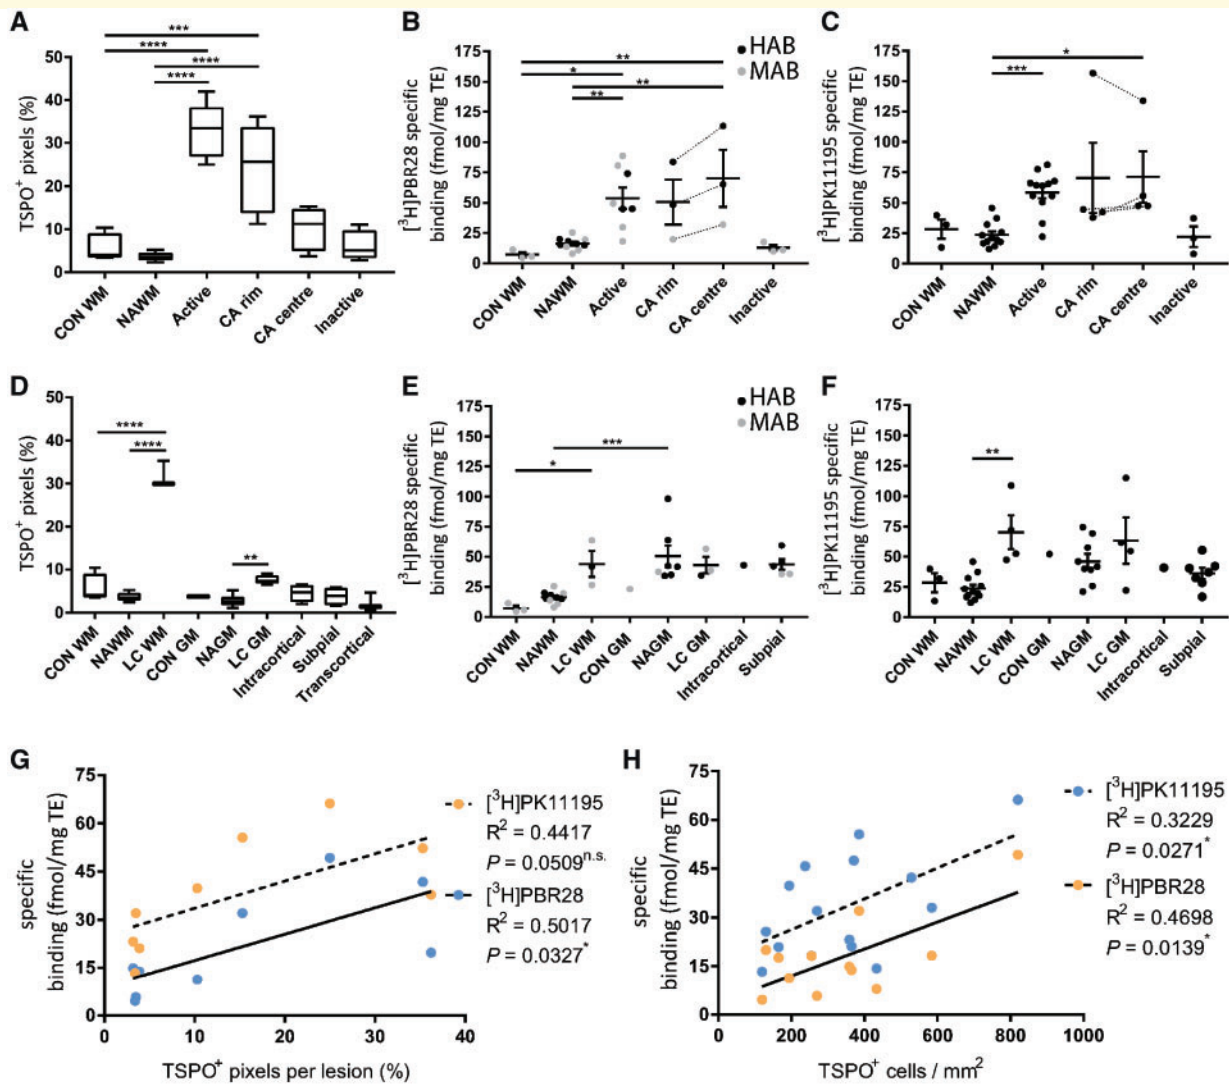 A
TSPO+ pixels (%)
50
40
30
20
10
0
***
****
****
****
CON WM
NAWM
Active
CA rim
CA centre
Inactive
B
[3H]PBR28 specific
binding (fmol/mg TE)
175
150
125
100
75
50
25
0
HAB
MAB
**
*
**
**
CON WM
NAWM
Active
CA rim
CA centre
Inactive
C
[3H]PK11195 specific
binding (fmol/mg TE)
175
150
125
100
75
50
25
0
*
***
CON WM
NAWM
Active
CA rim
CA centre
Inactive
D
TSPO+ pixels (%)
50
40
30
20
10
0
****
****
**
CON WM
NAWM
LC WM
CON GM
NAGM
LC GM
Intracortical
Subpial
Transcortical
E
[3H]PBR28 specific
binding (fmol/mg TE)
175
150
125
100
75
50
25
0
HAB
MAB
***
*
CON WM
NAWM
LC WM
CON GM
NAGM
LC GM
Intracortical
Subpial
F
[3H]PK11195 specific
binding (fmol/mg TE)
175
150
125
100
75
50
25
0
**
CON WM
NAWM
LC WM
CON GM
NAGM
LC GM
Intracortical
Subpial
G
specific
binding (fmol/mg TE)
75
60
45
30
15
0
0 10 20 30 40
TSPO+ pixels per lesion (%)
[3H]PK11195
R2 = 0.4417
P = 0.0509n.s.
[3H]PBR28
R2 = 0.5017
P = 0.0327*
H
specific
binding (fmol/mg TE)
75
60
45
30
15
0
0 200 400 600 800 1000
TSPO+ cells / mm2
[3H]PK11195
R2 = 0.3229
P = 0.0271*
[3H]PBR28
R2 = 0.4698
P = 0.0139*